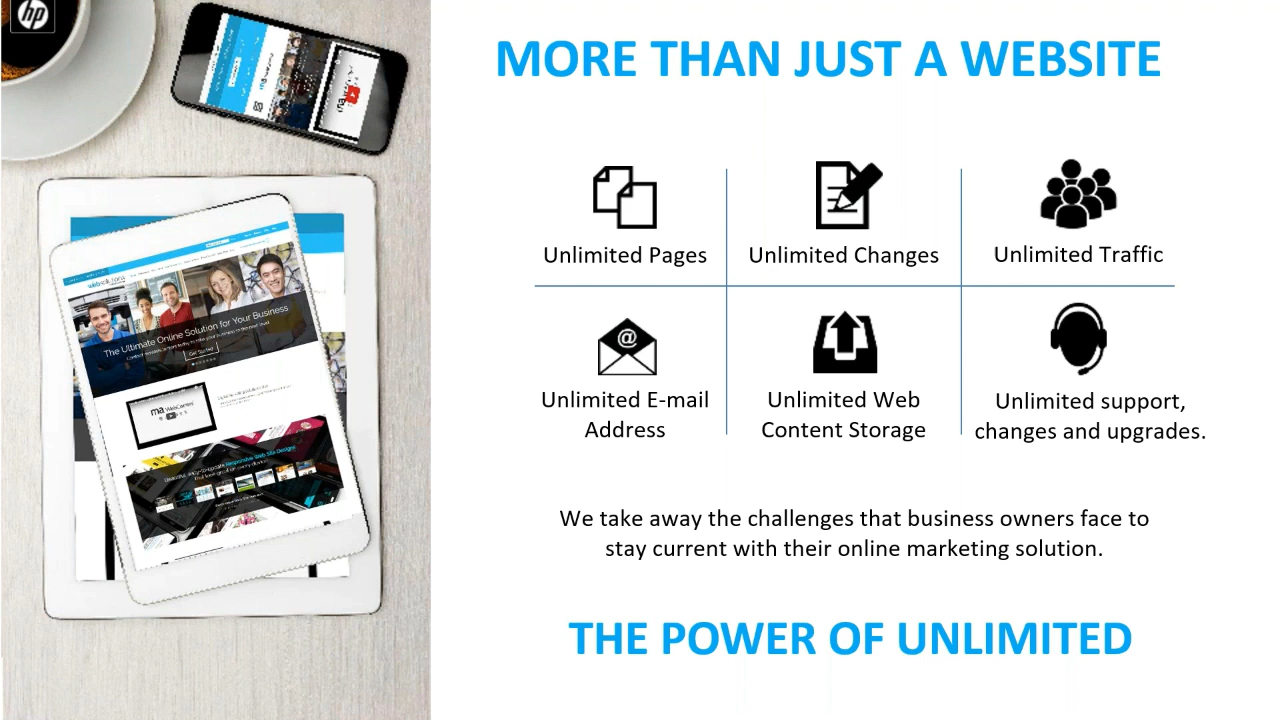 hp
MORE THAN JUST A WEBSITE
Unlimited Pages
Unlimited Changes
Unlimited Traffic
@
Unlimited E-mail
Address
Unlimited Web
Content Storage
Unlimited support,
changes and upgrades.
We take away the challenges that business owners face to
stay current with their online marketing solution.
THE POWER OF UNLIMITED
The Ultimate Online Solution for Your Business
Get Started